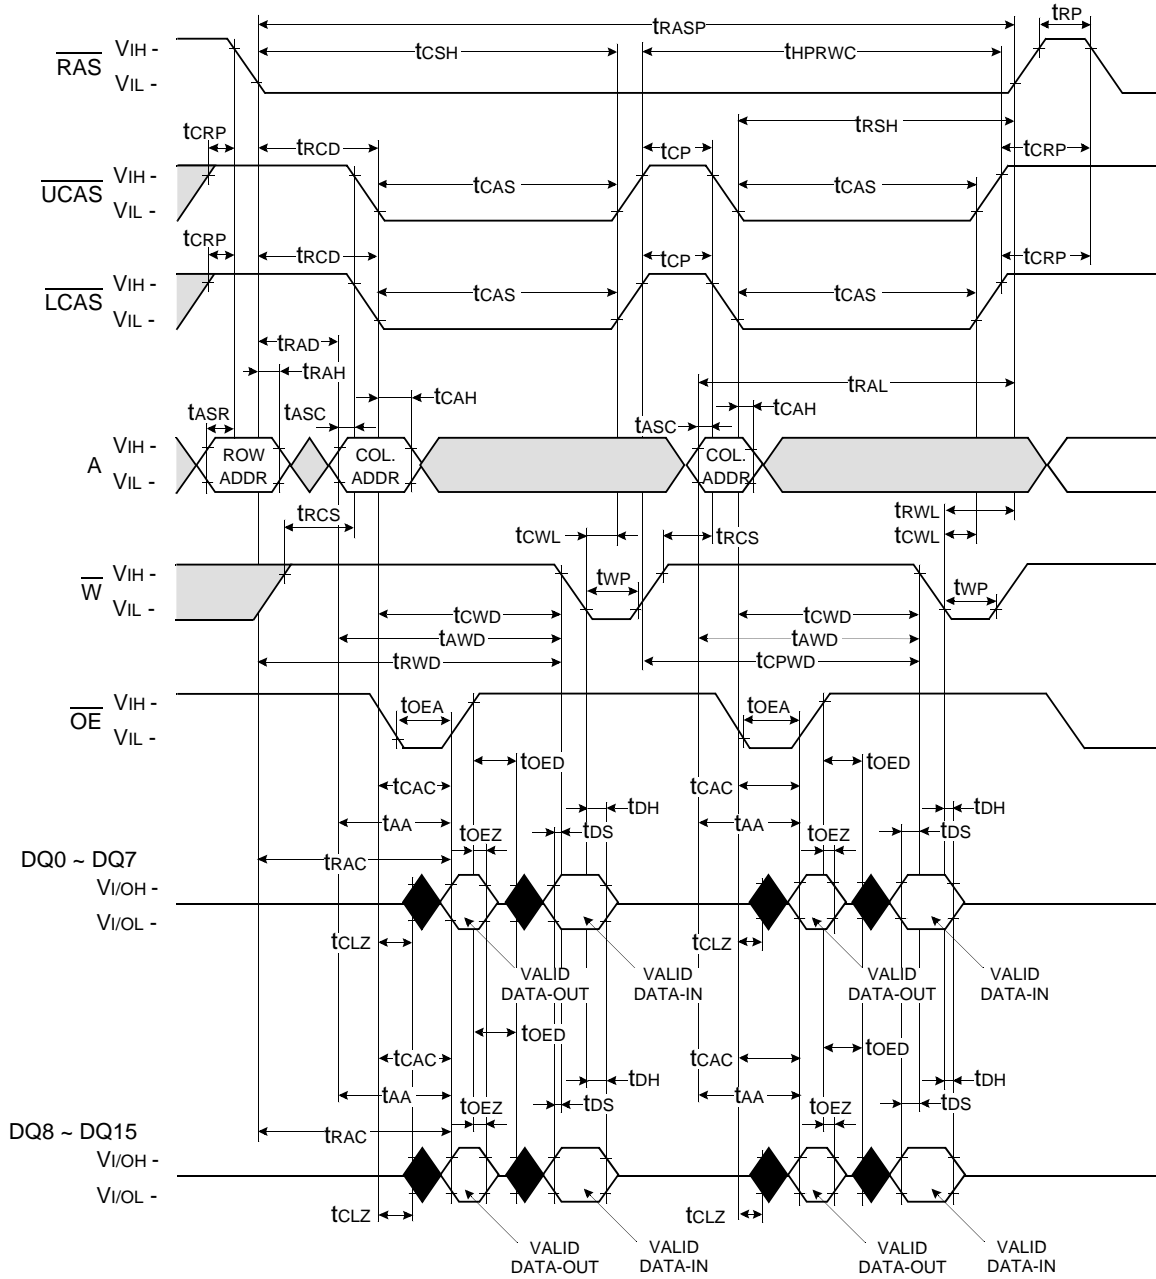 tRASP
tRP
tCSH
tHPRWC
RAS
VIH -
VIL -
tRSH
tCRP
tRCD
tCP
tCRP
UCAS
VIH -
VIL -
tCAS
tCAS
tCRP
tRCD
tCP
tCRP
LCAS
VIH -
VIL -
tCAS
tCAS
tRAD
tRAH
tRAL
tCAH
tCAH
tASR
tASC
tASC
A
VIH -
VIL -
ROW
ADDR
COL.
ADDR
COL.
ADDR
tRCS
tCWL
tRCS
tRWL
tCWL
W
VIH -
VIL -
tWP
tWP
tCWD
tCWD
tAWD
tAWD
tRWD
tCPWD
OE
VIH -
VIL -
tOEA
tOEA
tOED
tOED
tCAC
tCAC
tDH
tDH
tAA
tAA
tOEZ
tDS
tOEZ
tDS
DQ0 ~ DQ7
tRAC
VI/OH -
VI/OL -
tCLZ
tCLZ
VALID
DATA-OUT
VALID
DATA-IN
VALID
DATA-OUT
VALID
DATA-IN
tOED
tOED
tCAC
tCAC
tDH
tDH
tAA
tAA
tOEZ
tDS
tOEZ
tDS
DQ8 ~ DQ15
tRAC
VI/OH -
VI/OL -
tCLZ
tCLZ
VALID
DATA-OUT
VALID
DATA-IN
VALID
DATA-OUT
VALID
DATA-IN